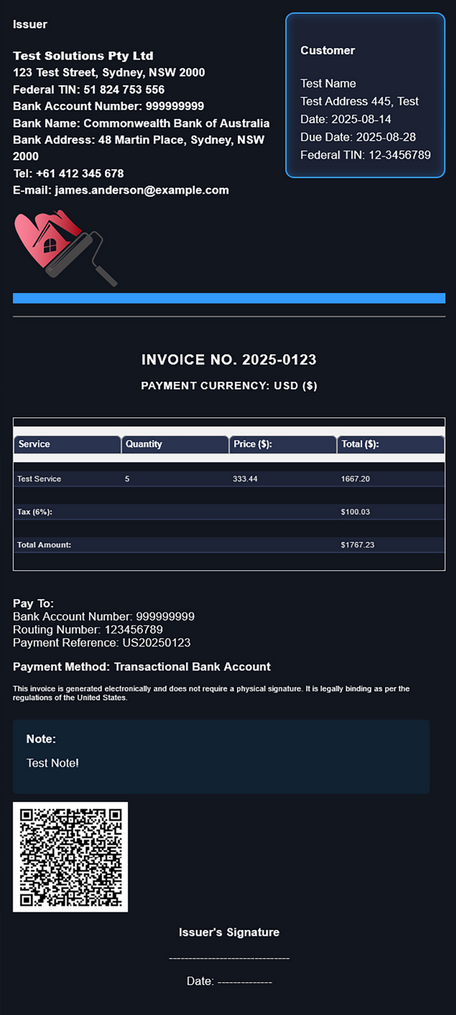 Issuer
Test Solutions Pty Ltd
123 Test Street, Sydney, NSW 2000
Federal TIN: 51 824 753 556
Bank Account Number: 999999999
Bank Name: Commonwealth Bank of Australia
Bank Address: 48 Martin Place, Sydney, NSW
2000
Tel: +61 412 345 678
E-mail: james.anderson@example.com
Customer
Test Name
Test Address 445, Test
Date: 2025-08-14
Due Date: 2025-08-28
Federal TIN: 12-3456789
INVOICE NO. 2025-0123
PAYMENT CURRENCY: USD ($)
Service Quantity Price ($): Total ($):
Test Service 5 333.44 1667.20
Tax (6%): $100.03
Total Amount: $1767.23
Pay To:
Bank Account Number: 999999999
Routing Number: 123456789
Payment Reference: US20250123
Payment Method: Transactional Bank Account
This invoice is generated electronically and does not require a physical signature. It is legally binding as per the
regulations of the United States.
Note:
Test Note!
Issuer's Signature
-------------------------------
Date: --------------